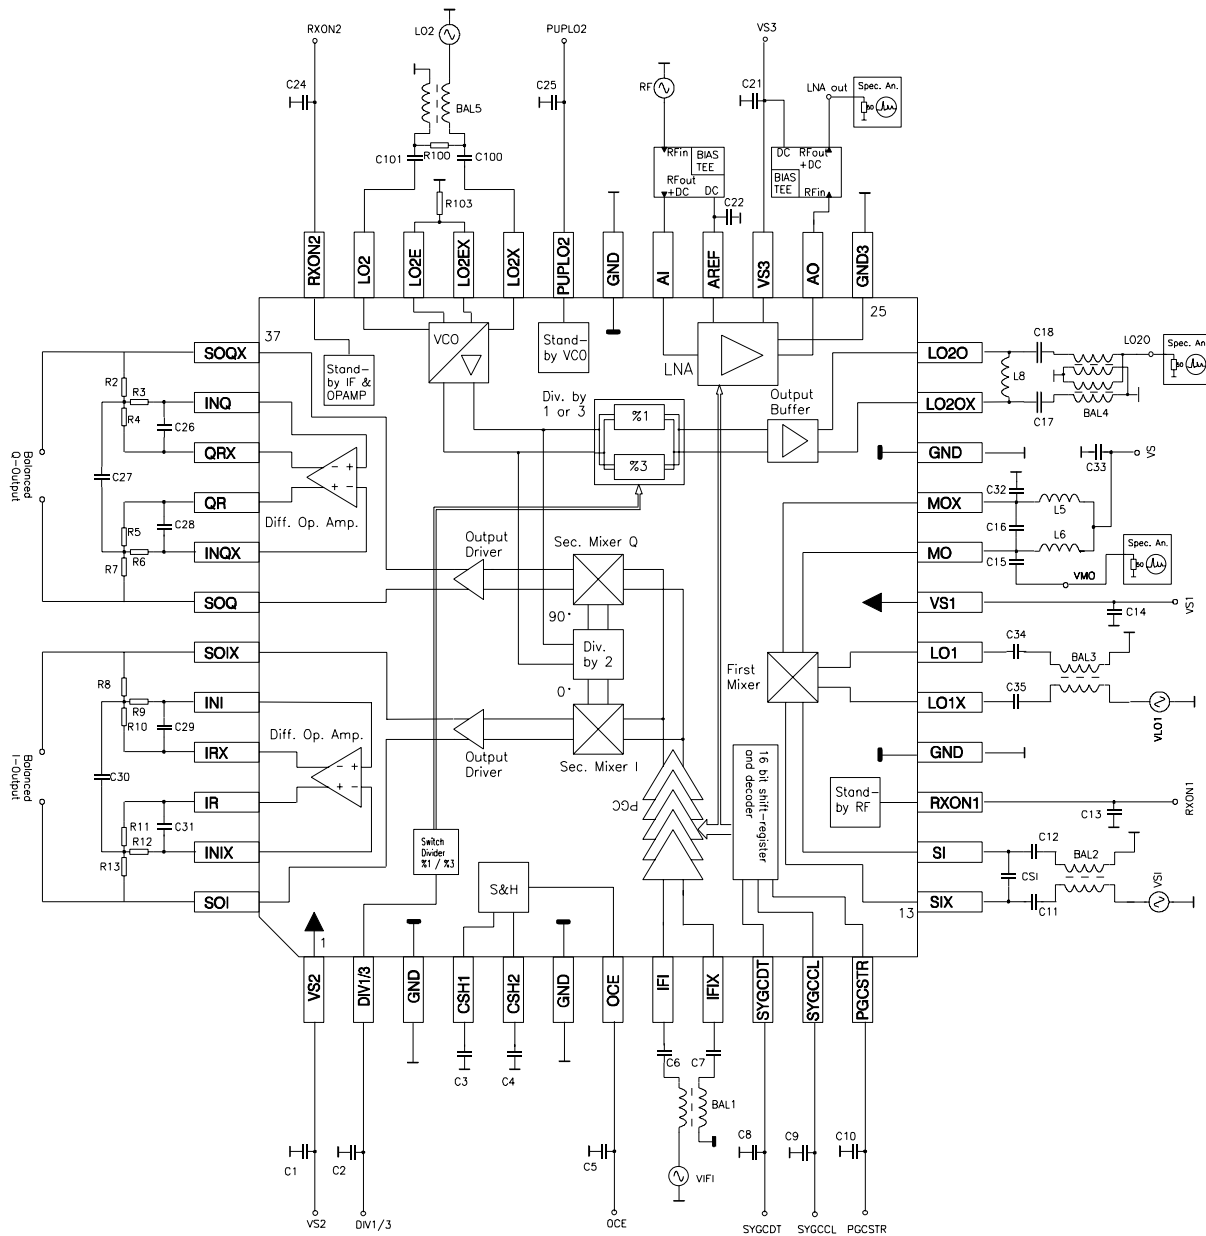 RXON2
LO2
PUPLO2
VS3
C24
C25
RF
C21
LNA out
Spec. An.
50
BAL5
C101
R100
C100
RFin
BIAS
TEE
RFout
+DC
DC
DC
RFout
+DC
BIAS
TEE
RFin
R103
C22
RXON2
LO2
LO2E
LO2EX
LO2X
PUPLO2
GND
AI
AREF
VS3
AO
GND3
37
25
VCO
Stand-
by VCO
LNA
Stand-
by IF &
OPAMP
SOQX
INQ
QRX
QR
INQX
SOQ
SOIX
INI
IRX
IR
INIX
SOI
R2
R3
R4
C26
C27
R5
C28
R6
R7
Balanced
Q-Output
R8
R9
R10
C29
C30
R11
C31
R12
R13
Balanced
I-Output
Diff. Op. Amp.
Diff. Op. Amp.
Div. by
1 or 3
%1
%3
Output
Buffer
Output
Driver
Sec. Mixer Q
90°
Div.
by 2
0°
Output
Driver
Sec. Mixer I
First
Mixer
PGC
16 bit shift-register
and decoder
Stand-
by RF
Switch
Divider
%1 / %3
S&H
1
13
LO2O
LO2OX
GND
MOX
MO
VS1
LO1
LO1X
GND
RXON1
SI
SIX
C18
LO2O
Spec. An.
50
L8
C17
BAL4
C33
VS
C32
L5
C16
L6
C15
Spec. An.
50
VMO
C14
VS1
C34
BAL3
C35
VLO1
C13
RXON1
C12
BAL2
CSI
C11
VSI
VS2
DIV1/3
GND
CSH1
CSH2
GND
OCE
IFI
IFIX
SYGCDT
SYGCCL
PGCSTR
C3
C4
C6
C7
BAL1
C1
C2
C5
C8
C9
C10
VIFI
VS2
DIV1/3
OCE
SYGCDT
SYGCCL
PGCSTR